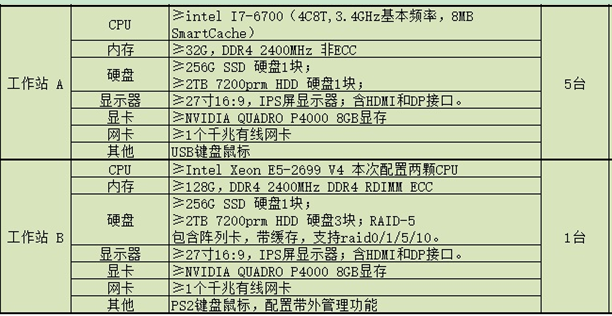 工作站 A
CPU
≥intel I7-6700（4C8T,3.4GHz基本频率，8MB
SmartCache）
5台
内存
≥32G，DDR4 2400MHz 非ECC
硬盘
≥256G SSD 硬盘1块；
≥2TB 7200prm HDD 硬盘1块；
显示器
≥27寸16:9，IPS屏显示器；含HDMI和DP接口。
显卡
≥NVIDIA QUADRO P4000 8GB显存
网卡
≥1个千兆有线网卡
其他
USB键盘鼠标
工作站 B
CPU
≥Intel Xeon E5-2699 V4 本次配置两颗CPU
1台
内存
≥128G，DDR4 2400MHz DDR4 RDIMM ECC
硬盘
≥256G SSD 硬盘1块；
≥2TB 7200prm HDD 硬盘3块；RAID-5
包含阵列卡，带缓存，支持raid0/1/5/10。
显示器
≥27寸16:9，IPS屏显示器；含HDMI和DP接口。
显卡
≥NVIDIA QUADRO P4000 8GB显存
网卡
≥1个千兆有线网卡
其他
PS2键盘鼠标，配置带外管理功能